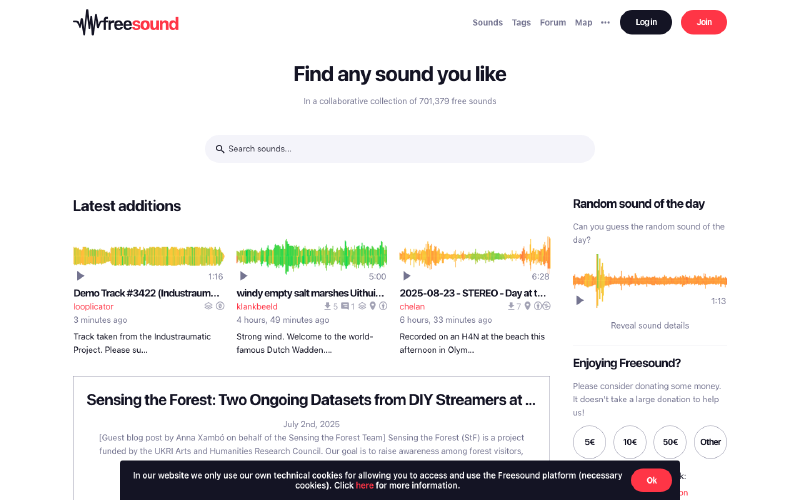 freesound
Sounds Tags Forum Map ··· Log in Join
Find any sound you like
In a collaborative collection of 701,379 free sounds
Search sounds...
Latest additions
1:16
Demo Track #3422 (Industraum...
looplicator
3 minutes ago
Track taken from the Industraumatic
Project. Please su...
5:00
windy empty salt marshes Uithui...
klankbeeld 5 1
4 hours, 49 minutes ago
Strong wind. Welcome to the world-
famous Dutch Wadden....
6:28
2025-08-23 - STEREO - Day at t...
chelan 7
6 hours, 33 minutes ago
Recorded on an H4N at the beach this
afternoon in Olym...
Random sound of the day
Can you guess the random sound of the
day?
1:13
Reveal sound details
Enjoying Freesound?
Please consider donating some money.
It doesn't take a large donation to help
us!
5€ 10€ 50€ Other
Sensing the Forest: Two Ongoing Datasets from DIY Streamers at ...
July 2nd, 2025
[Guest blog post by Anna Xambó on behalf of the Sensing the Forest Team] Sensing the Forest (StF) is a project
funded by the UKRI Arts and Humanities Research Council. Our goal is to raise awareness among forest visitors,
In our website we only use our own technical cookies for allowing you to access and use the Freesound platform (necessary
cookies). Click here for more information.
Ok